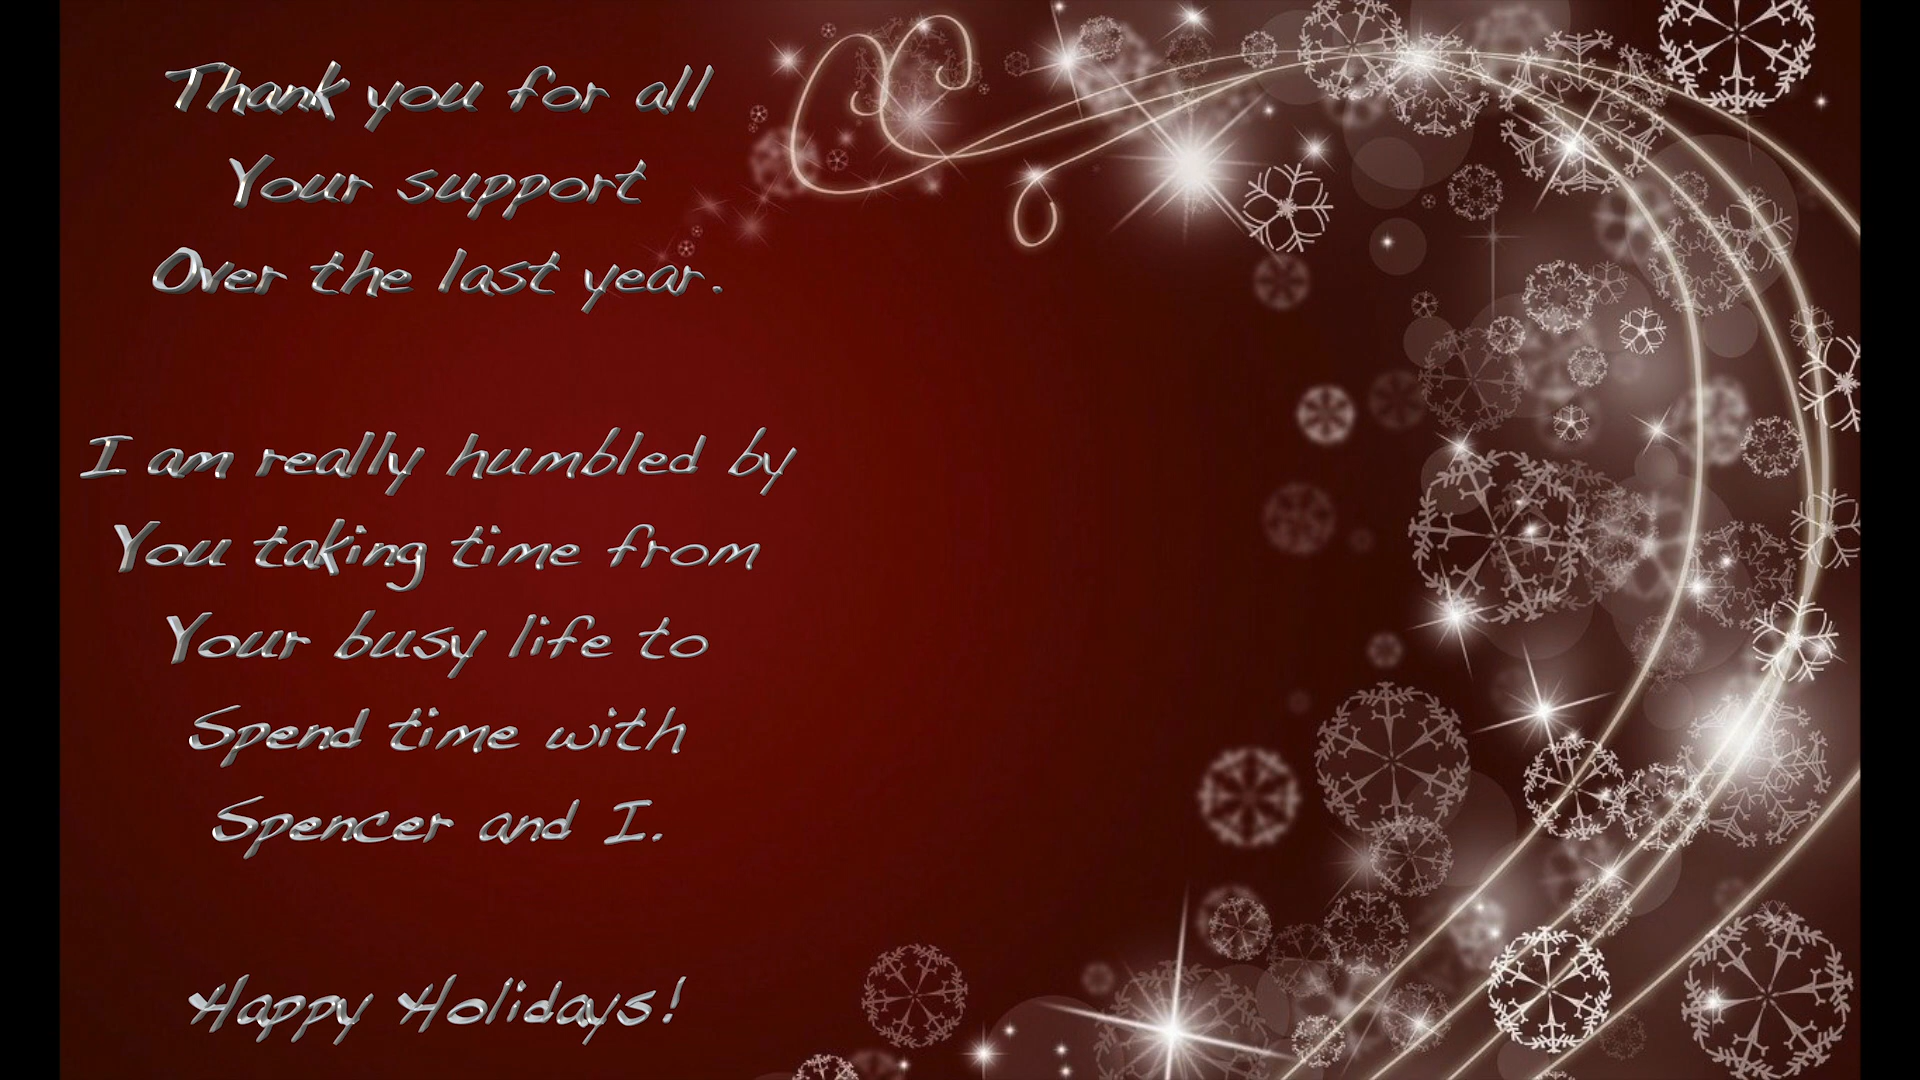 Thank you for all
Your support
Over the last year.
I am really humbled by
You taking time from
Your busy life to
Spend time with
Spencer and I.
Happy Holidays!